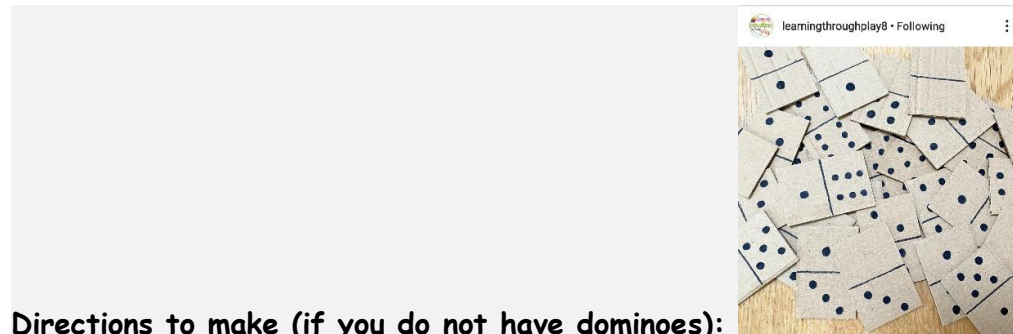 learningthroughplay8 • Following
Directions to make (if you do not have dominoes):